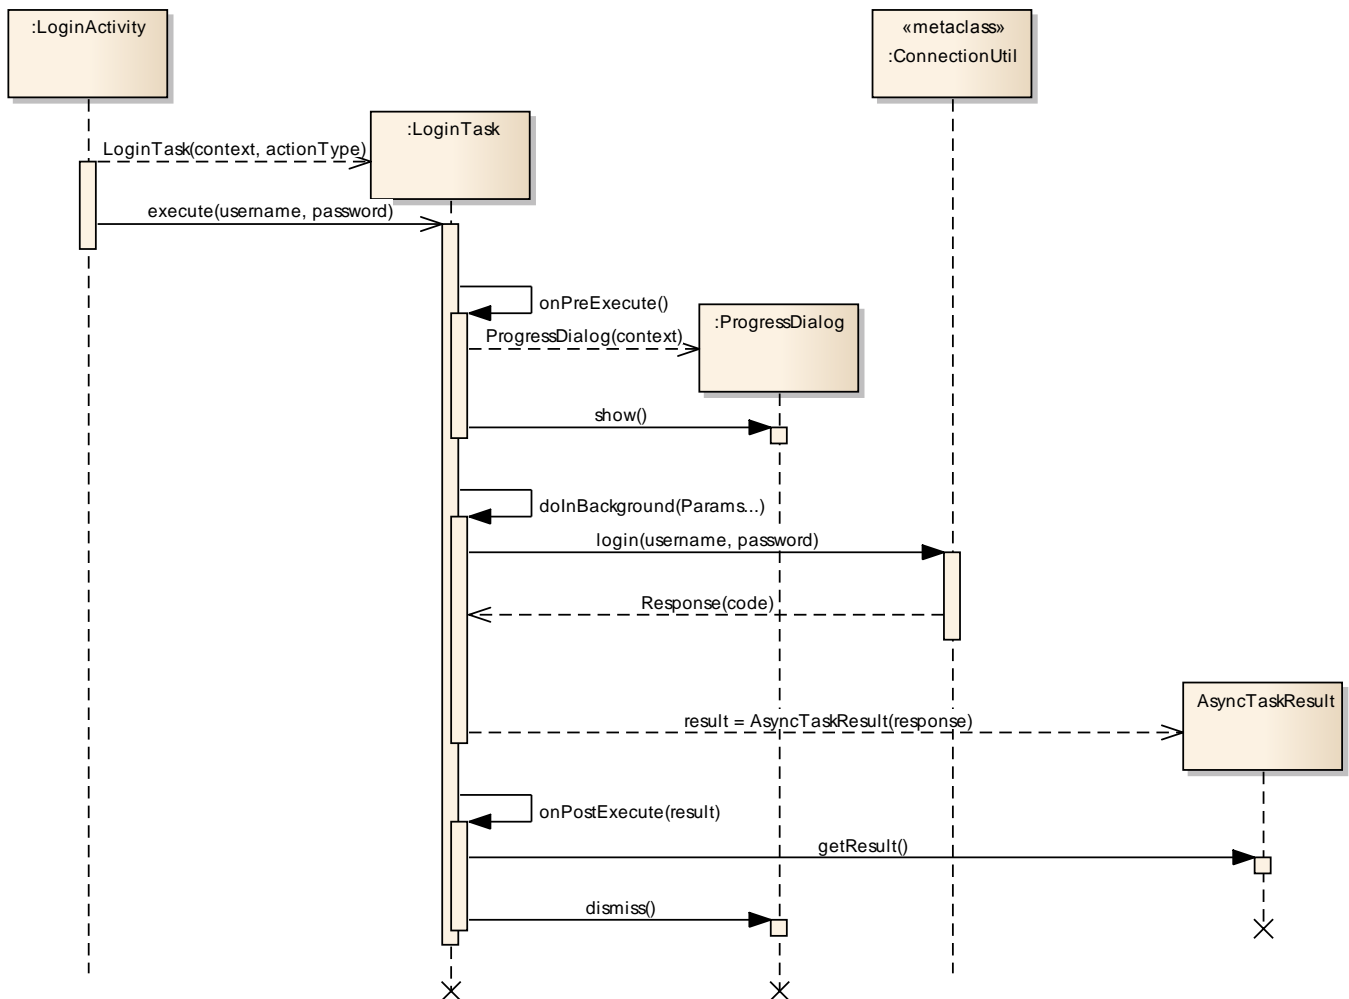 :LoginActivity
«metaclass»
:ConnectionUtil
:LoginTask
LoginTask(context, actionType)
execute(username, password)
onPreExecute()
:ProgressDialog
ProgressDialog(context)
show()
doInBackground(Params...)
login(username, password)
Response(code)
AsyncTaskResult
result = AsyncTaskResult(response)
onPostExecute(result)
getResult()
dismiss()